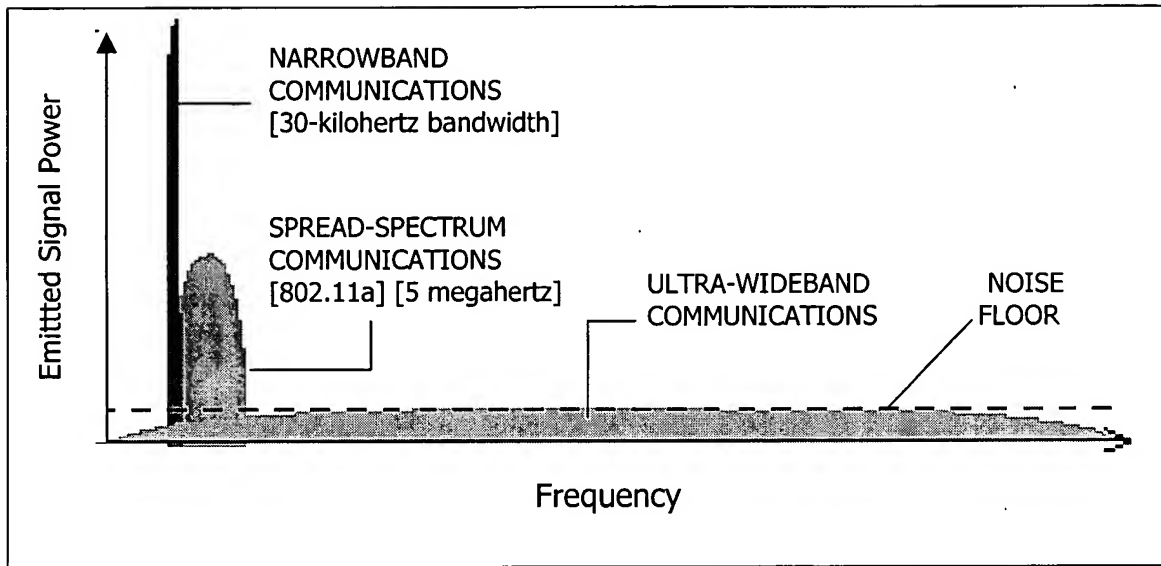 NARROWBAND
COMMUNICATIONS
[30-kilohertz bandwidth]
SPREAD-SPECTRUM
COMMUNICATIONS
[802.11a] [5 megahertz]
ULTRA-WIDEBAND
COMMUNICATIONS
NOISE
FLOOR
Emittted Signal Power
Frequency